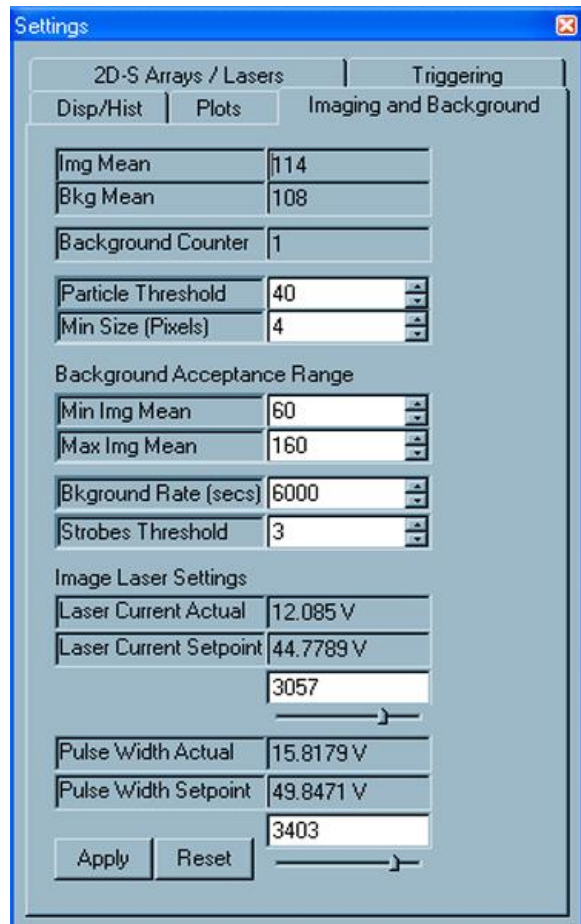 Settings
2D-S Arrays / Lasers Triggering
Disp/Hist Plots Imaging and Background
Img Mean 114
Bkg Mean 108
Background Counter 1
Particle Threshold 40
Min Size (Pixels) 4
Background Acceptance Range
Min Img Mean 60
Max Img Mean 160
Bkground Rate (secs) 6000
Strobes Threshold 3
Image Laser Settings
Laser Current Actual 12.085 V
Laser Current Setpoint 44.7789 V
3057
Pulse Width Actual 15.8179 V
Pulse Width Setpoint 49.8471 V
3403
Apply Reset